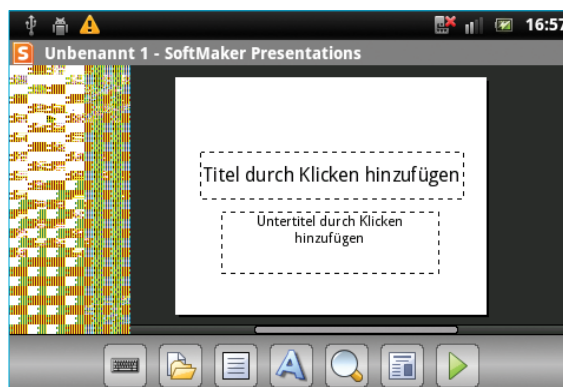 16:57
S Unbenannt 1 - SoftMaker Presentations
Titel durch Klicken hinzufügen
Untertitel durch Klicken
hinzufügen
A